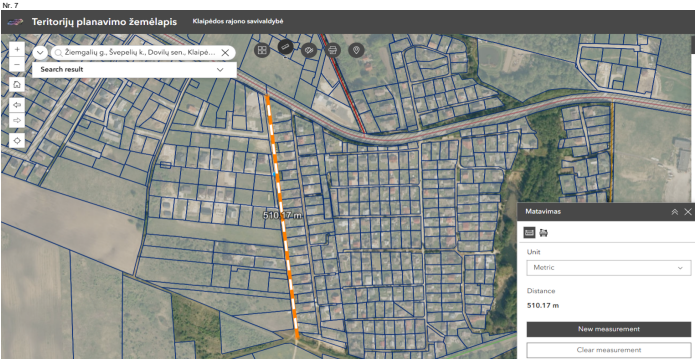 Nr. 7
Teritorijų planavimo žemėlapis Klaipėdos rajono savivaldybė
Žiemgalių g., Švepelių k., Dovilų sen., Klaipė...
Search result
510.17 m
Matavimas
Unit
Metric
Distance
510.17 m
New measurement
Clear measurement